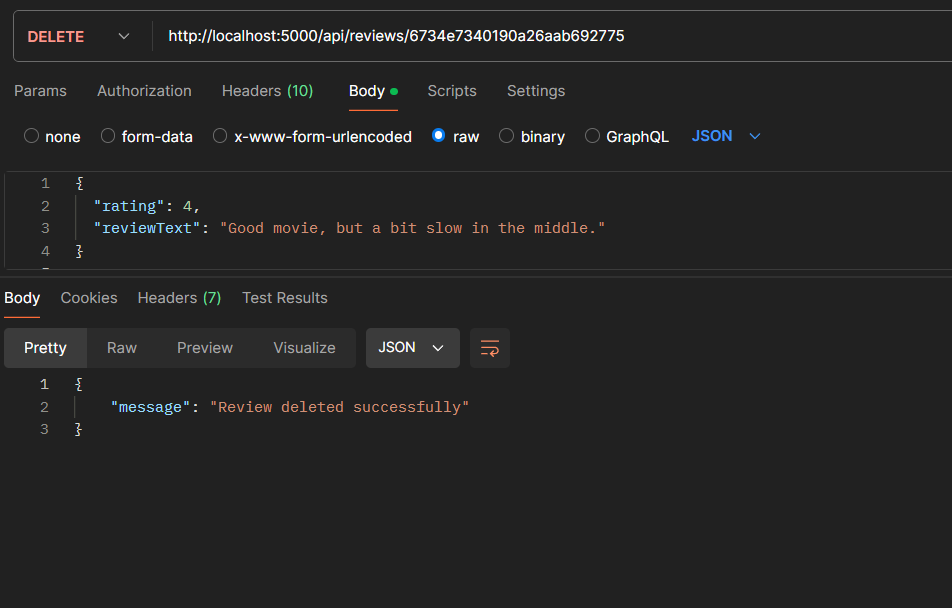 DELETE http://localhost:5000/api/reviews/6734e7340190a26aab692775
Params Authorization Headers (10) Body Scripts Settings
none form-data x-www-form-urlencoded raw binary GraphQL JSON
1 {
2 "rating": 4,
3 "reviewText": "Good movie, but a bit slow in the middle."
4 }
Body Cookies Headers (7) Test Results
Pretty Raw Preview Visualize JSON
1 {
2 "message": "Review deleted successfully"
3 }